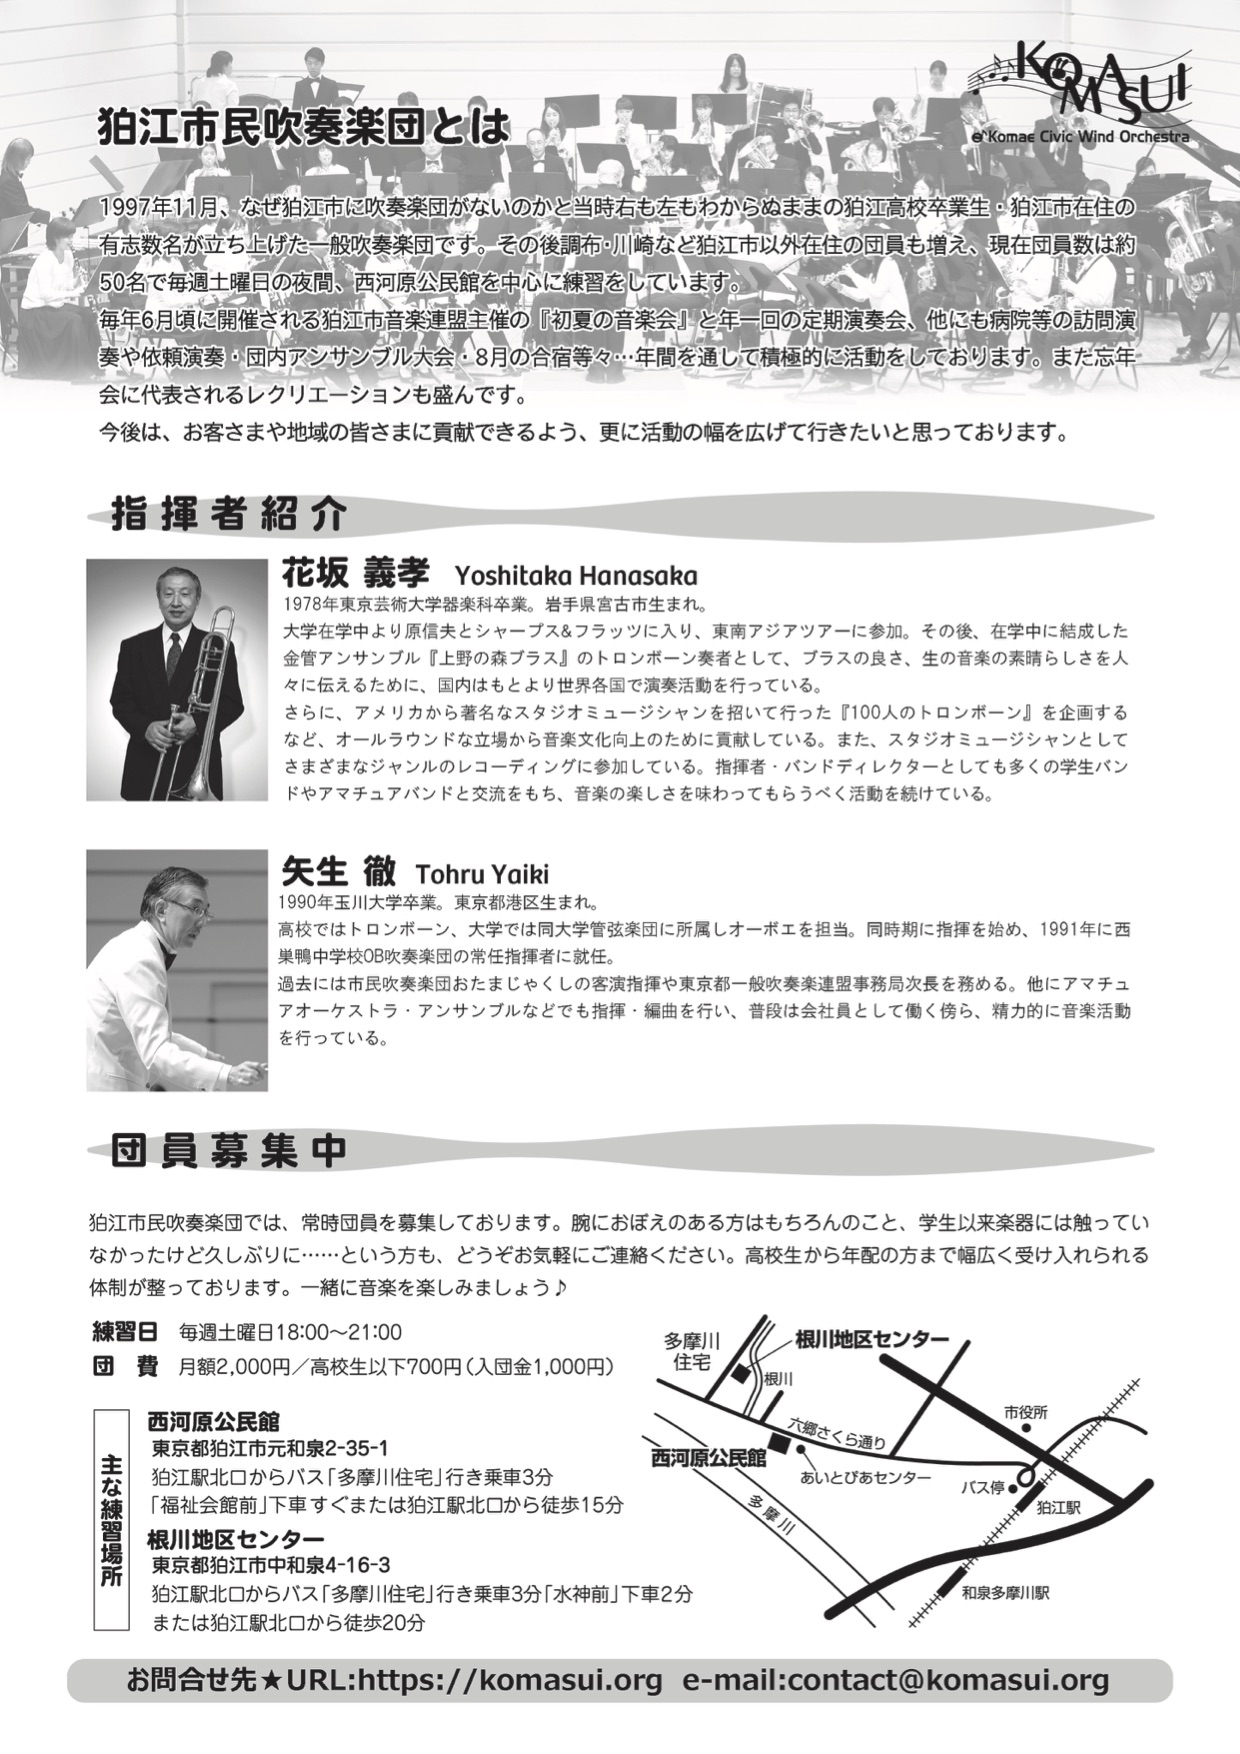 KOMASUI
Komae Civic Wind Orchestra
狛江市民吹奏楽団とは
1997年11月、なぜ狛江市に吹奏楽団がないのかと当時右も左もわからぬままの狛江高校卒業生・狛江市在住の
有志数名が立ち上げた一般吹奏楽団です。その後調布・川崎など狛江市以外在住の団員も増え、現在団員数は約
50名で毎週土曜日の夜間、西河原公民館を中心に練習をしています。
毎年6月頃に開催される狛江市音楽連盟主催の『初夏の音楽会』と年一回の定期演奏会、他にも病院等の訪問演
奏や依頼演奏・団内アンサンブル大会・8月の合宿等々…年間を通して積極的に活動をしております。また忘年
会に代表されるレクリエーションも盛んです。
今後は、お客さまや地域の皆さまに貢献できるよう、更に活動の幅を広げて行きたいと思っております。
指揮者紹介
花坂 義孝 Yoshitaka Hanasaka
1978年東京芸術大学器楽科卒業。岩手県宮古市生まれ。
大学在学中より原信夫とシャープス&フラッツに入り、東南アジアツアーに参加。その後、在学中に結成した
金管アンサンブル『上野の森ブラス』のトロンボーン奏者として、ブラスの良さ、生の音楽の素晴らしさを人
々に伝えるために、国内はもとより世界各国で演奏活動を行っている。
さらに、アメリカから著名なスタジオミュージシャンを招いて行った『100人のトロンボーン』を企画する
など、オールラウンドな立場から音楽文化向上のために貢献している。また、スタジオミュージシャンとして
さまざまなジャンルのレコーディングに参加している。指揮者・バンドディレクターとしても多くの学生バン
ドやアマチュアバンドと交流をもち、音楽の楽しさを味わってもらうべく活動を続けている。
矢生 徹 Tohru Yaiki
1990年玉川大学卒業。東京都港区生まれ。
高校ではトロンボーン、大学では同大学管弦楽団に所属しオーボエを担当。同時期に指揮を始め、1991年に西
巣鴨中学校OB吹奏楽団の常任指揮者に就任。
過去には市民吹奏楽団おたまじゃくしの客演指揮や東京都一般吹奏楽連盟事務局次長を務める。他にアマチュ
アオーケストラ・アンサンブルなどでも指揮・編曲を行い、普段は会社員として働く傍ら、精力的に音楽活動
を行っている。
団員募集中
狛江市民吹奏楽団では、常時団員を募集しております。腕におぼえのある方はもちろんのこと、学生以来楽器には触ってい
なかったけど久しぶりに……という方も、どうぞお気軽にご連絡ください。高校生から年配の方まで幅広く受け入れられる
体制が整っております。一緒に音楽を楽しみましょう♪
練習日 毎週土曜日18:00～21:00
団 費 月額2,000円／高校生以下700円(入団金1,000円)
主な練習場所
西河原公民館
東京都狛江市元和泉2-35-1
狛江駅北口からバス「多摩川住宅」行き乗車3分
「福祉会館前」下車 すぐまたは狛江駅北口から徒歩15分
根川地区センター
東京都狛江市中和泉4-16-3
狛江駅北口からバス「多摩川住宅」行き乗車3分「水神前」下車2分
または狛江駅北口から徒歩20分
多摩川
住宅
根川地区センター
根川
市役所
六郷さくら通り
西河原公民館
あいとぴあセンター
バス停
狛江駅
多摩川
和泉多摩川駅
お問合せ先★URL:https://komasui.org e-mail:contact@komasui.org